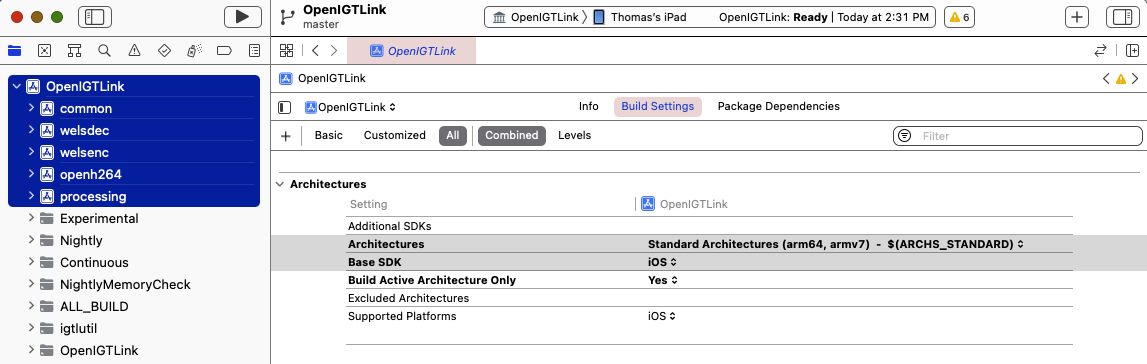 OpenIGTLink
master
OpenIGTLink 〉 Thomas's iPad
OpenIGTLink: Ready | Today at 2:31 PM
6
OpenIGTLink
OpenIGTLink
common
welsdec
welsenc
openh264
processing
Experimental
Nightly
Continuous
NightlyMemoryCheck
ALL_BUILD
igtlutil
OpenIGTLink
OpenIGTLink
OpenIGTLink
Info Build Settings Package Dependencies
Basic Customized All Combined Levels
Filter
Architectures
Setting OpenIGTLink
Additional SDKs
Architectures Standard Architectures (arm64, armv7) - $(ARCHS_STANDARD)
Base SDK iOS
Build Active Architecture Only Yes
Excluded Architectures
Supported Platforms iOS